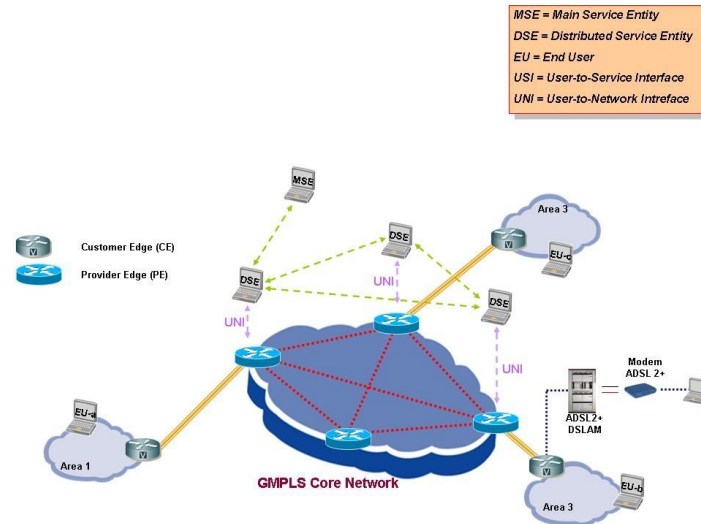 MSE = Main Service Entity
DSE = Distributed Service Entity
EU = End User
USI = User-to-Service Interface
UNI = User-to-Network Intreface
MSE
Area 3
Customer Edge (CE)
DSE
EU-c
Provider Edge (PE)
DSE
UNI
DSE
UNI
UNI
Modem
ADSL 2+
EU-a
ADSL2+
DSLAM
Area 1
V
V
V
V
GMPLS Core Network
EU-b
Area 3